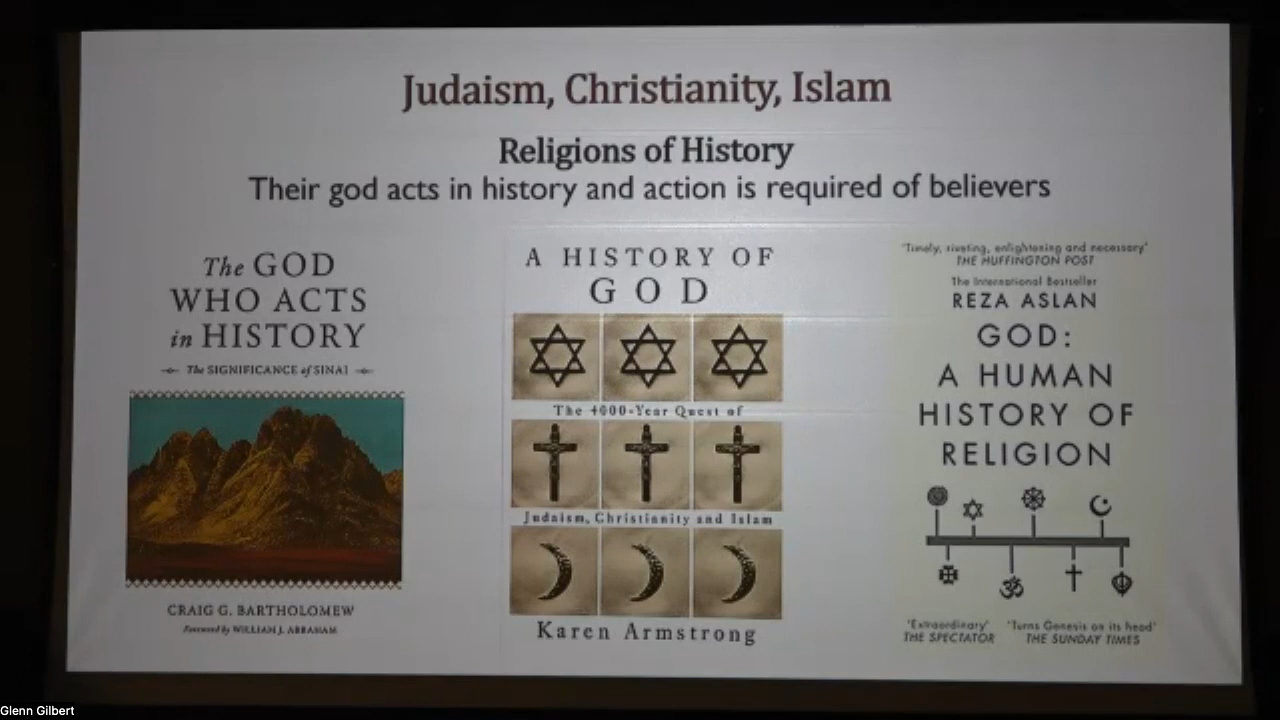 Judaism, Christianity, Islam
Religions of History
Their god acts in history and action is required of believers
The GOD
WHO ACTS
in HISTORY
The SIGNIFICANCE of SINAI
CRAIG G. BARTHOLOMEW
Foreword by WILLIAM J. ABRAHAM
A HISTORY OF
GOD
The 4000-Year Quest of
Judaism, Christianity and Islam
Karen Armstrong
'Timely, riveting, enlightening and necessary'
THE HUFFINGTON POST
The International Bestseller
REZA ASLAN
GOD:
A HUMAN
HISTORY OF
RELIGION
'Extraordinary'
THE SPECTATOR
'Turns Genesis on its head'
THE SUNDAY TIMES
Glenn Gilbert